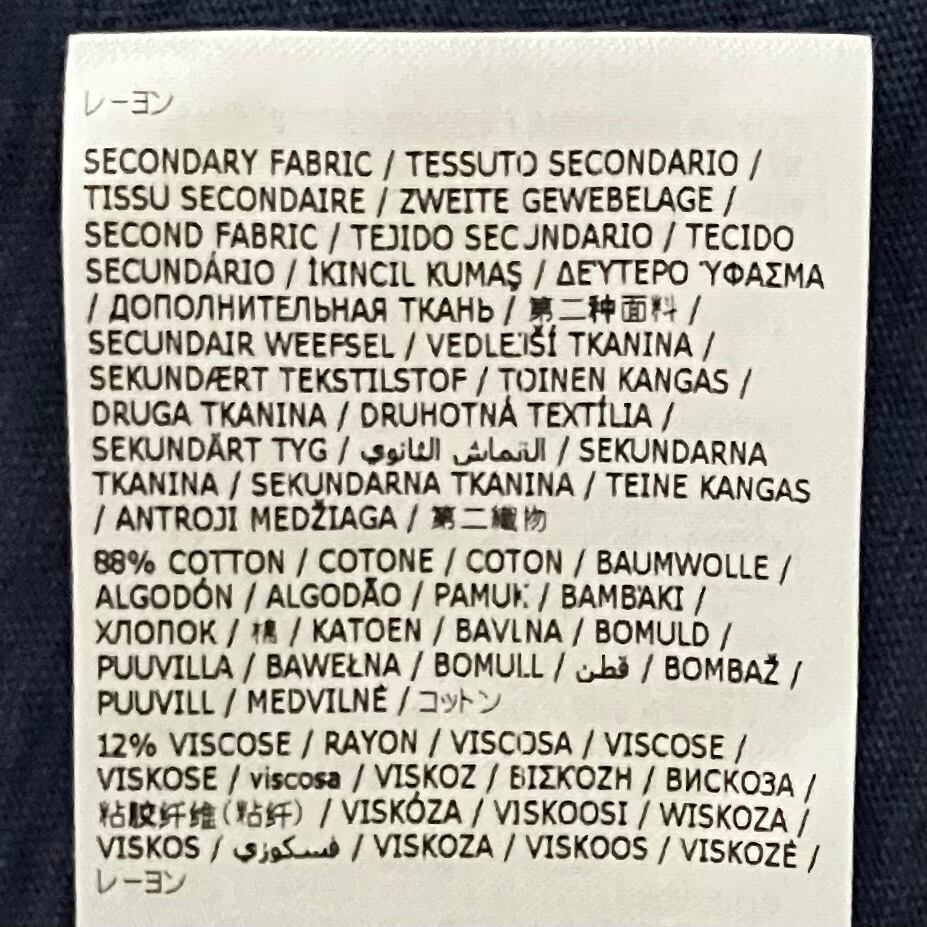 レーヨン
SECONDARY FABRIC / TESSUTO SECONDARIO /
TISSU SECONDAIRE / ZWEITE GEWEBELAGE /
SECOND FABRIC / TEJIDO SECUNDARIO / TECIDO
SECUNDÁRIO / İKINCIL KUMAŞ / ΔΕΎΤΕΡΟ ΎΦΑΣΜΑ
/ ДОПОЛНИТЕЛЬНАЯ ТКАНЬ / 第二种面料 /
SECUNDAIR WEEFSEL / VEDLEJŠÍ TKANINA /
SEKUNDÆRT TEKSTILSTOF / TOINEN KANGAS /
DRUGA TKANINA / DRUHOTNÁ TEXTÍLIA /
SEKUNDÄRT TYG / القماش الثانوي / SEKUNDARNA
TKANINA / SEKUNDARNA TKANINA / TEINE KANGAS
/ ANTROJI MEDŽIAGA / 第二織物
88% COTTON / COTONE / COTON / BAUMWOLLE /
ALGODÓN / ALGODÃO / PAMUK / ΒΑΜΒΆΚΙ /
ХЛОПОК / 棉 / KATOEN / BAVLNA / BOMULD /
PUUVILLA / BAWEŁNA / BOMULL / قطن / BOMBAŽ /
PUUVILL / MEDVILNĖ / コットン
12% VISCOSE / RAYON / VISCOSA / VISCOSE /
VISKOSE / viscosa / VISKOZ / ΒΙΣΚΟΖΗ / ВИСКОЗА /
粘胶纤维(粘纤) / VISKÓZA / VISKOOSI / WISKOZA /
VISKOS / فسكوزي / VISKOZA / VISKOOS / VISKOZĖ /
レーヨン